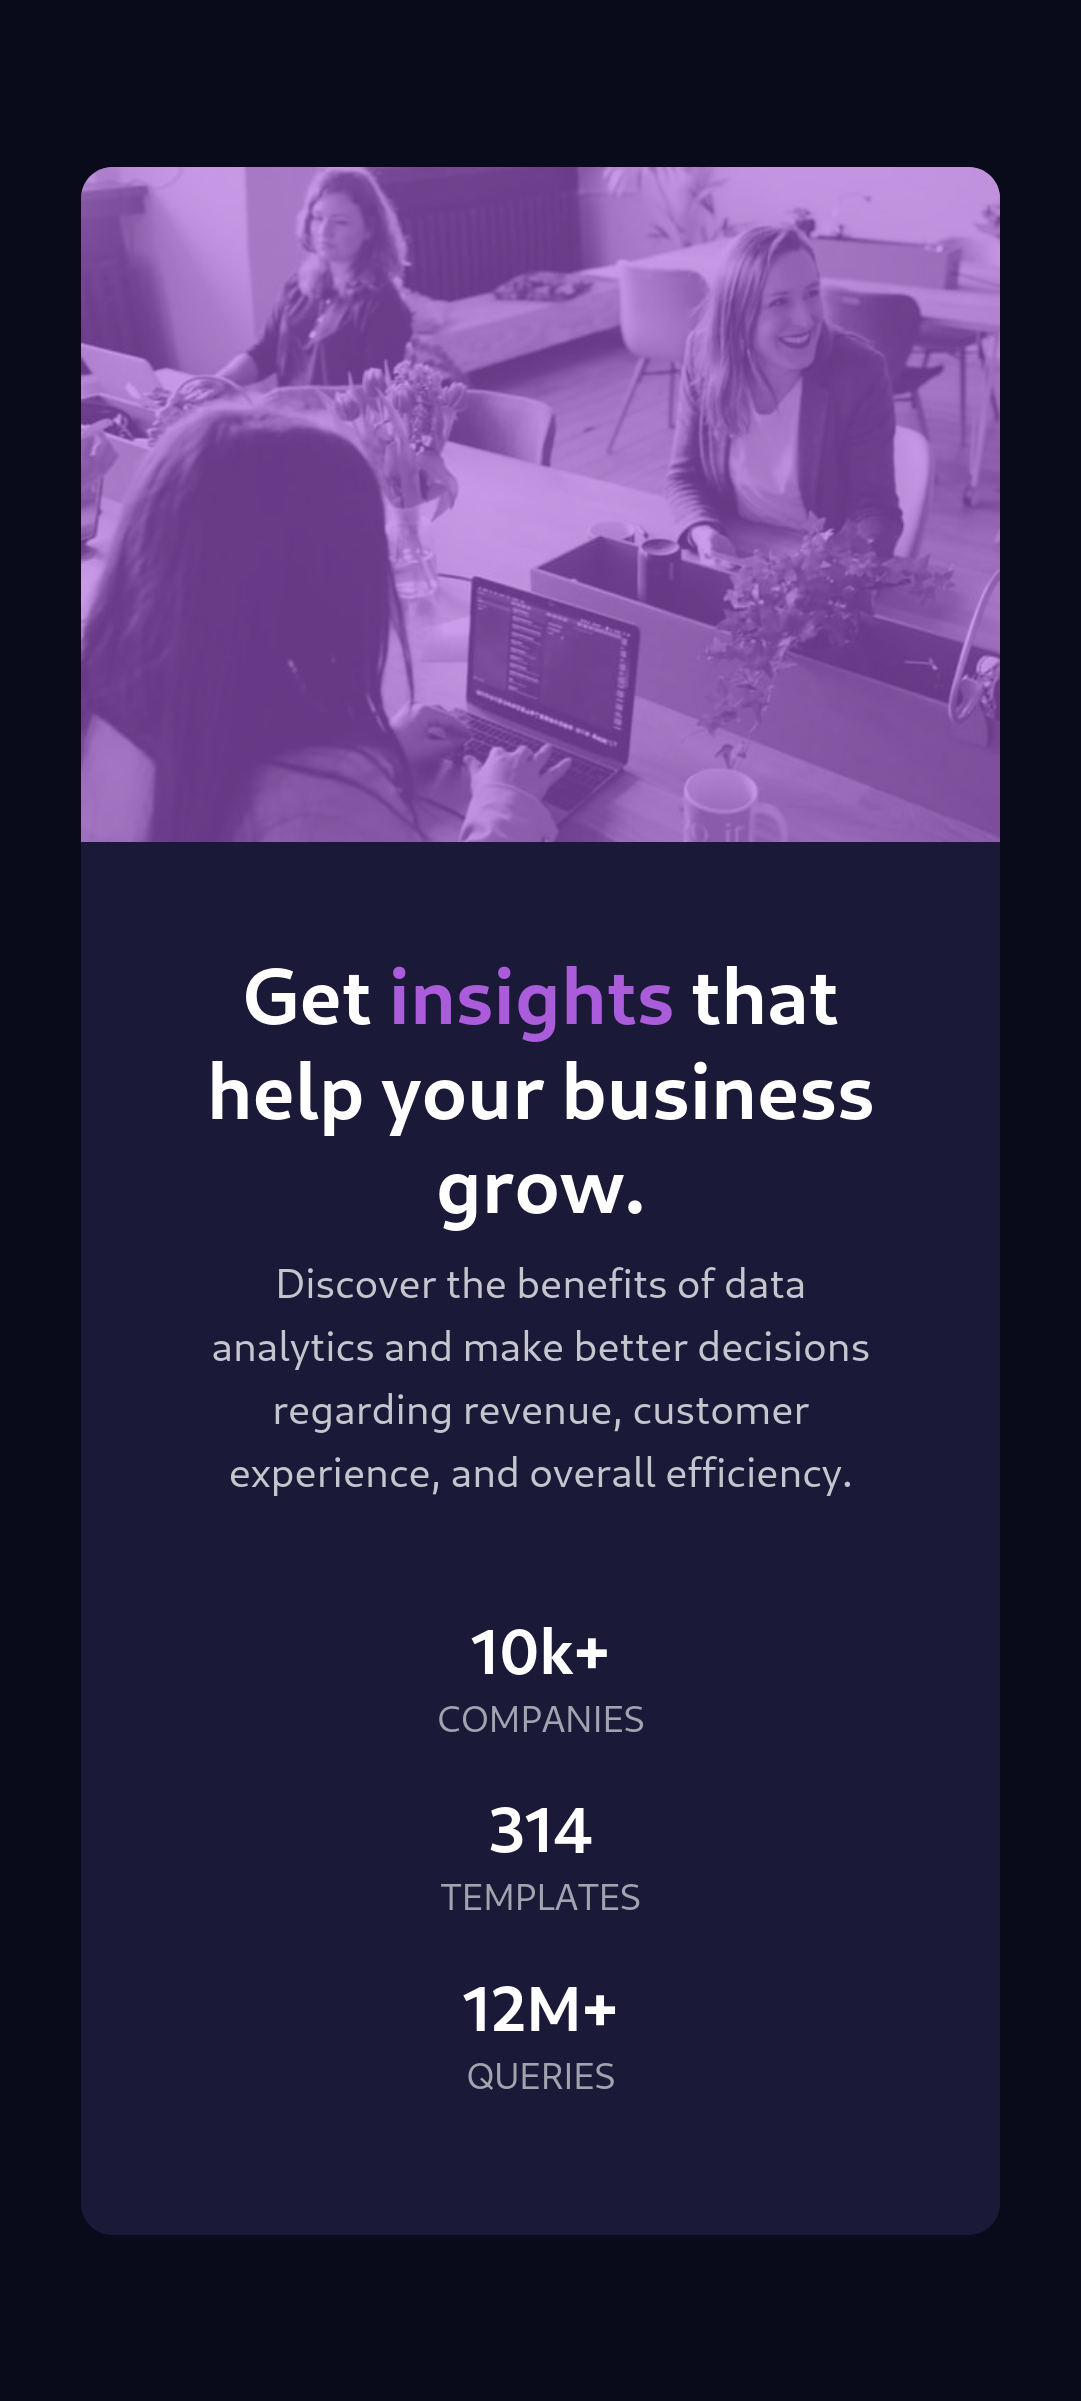 Get insights that
help your business
grow.
Discover the benefits of data
analytics and make better decisions
regarding revenue, customer
experience, and overall efficiency.
10k+
COMPANIES
314
TEMPLATES
12M+
QUERIES